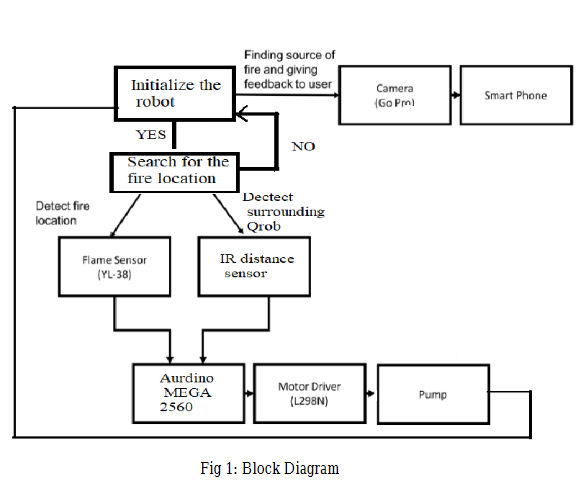 Finding source of
fire and giving
feedback to user
Initialize the
robot
Camera
(Go Pro)
Smart Phone
YES
NO
Search for the
fire location
Detect fire
location
Dectect
surrounding
Qrob
Flame Sensor
(YL-38)
IR distance
sensor
Aurdino
MEGA
2560
Motor Driver
(L298N)
Pump
Fig 1: Block Diagram